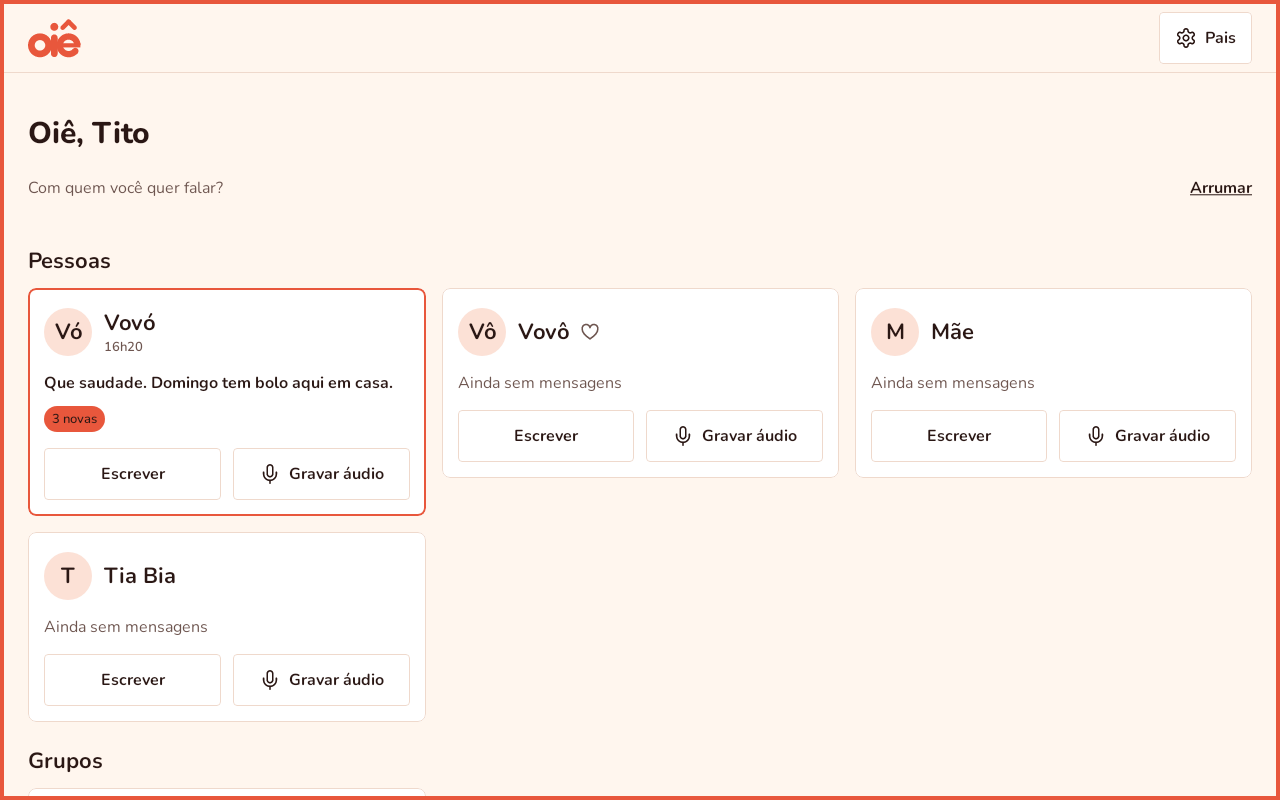 oiê
Pais
Oiê, Tito
Com quem você quer falar?
Arrumar
Pessoas
Vó
Vovó
16h20
Que saudade. Domingo tem bolo aqui em casa.
3 novas
Escrever
Gravar áudio
Vô
Vovô
Ainda sem mensagens
Escrever
Gravar áudio
M
Mãe
Ainda sem mensagens
Escrever
Gravar áudio
T
Tia Bia
Ainda sem mensagens
Escrever
Gravar áudio
Grupos